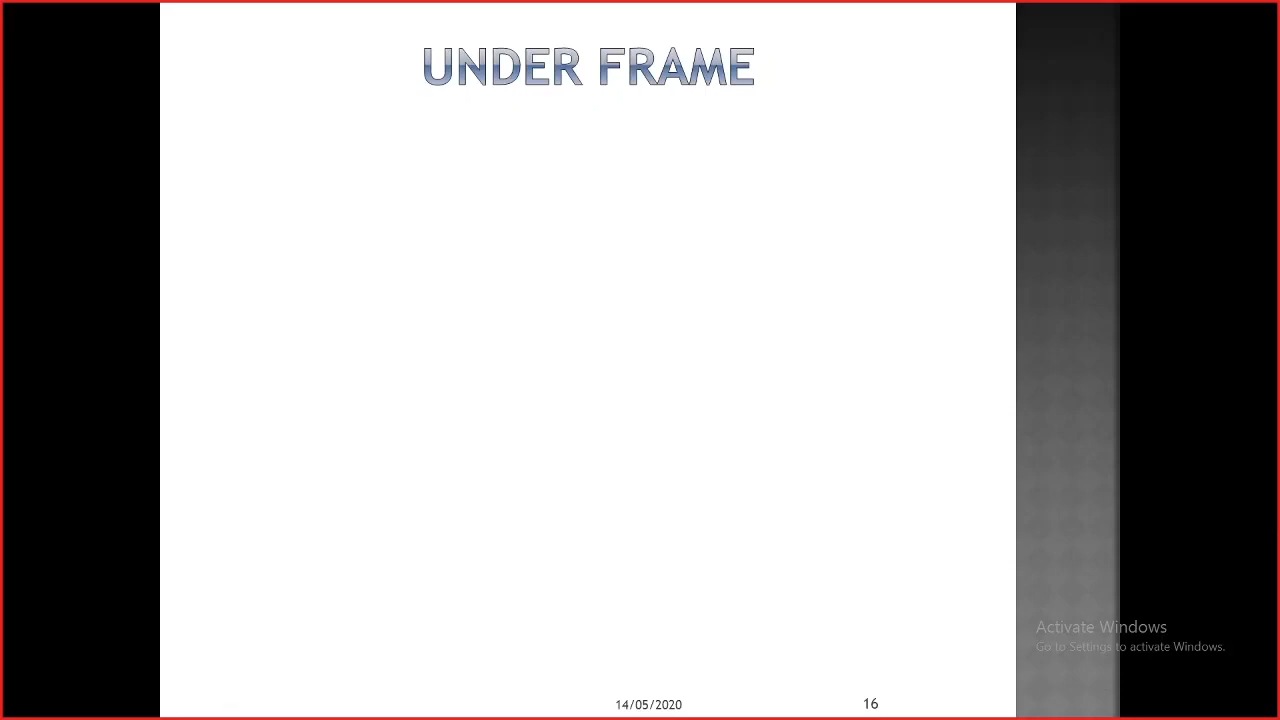 UNDER FRAME
Activate Windows
Go to Settings to activate Windows.
14/05/2020
16